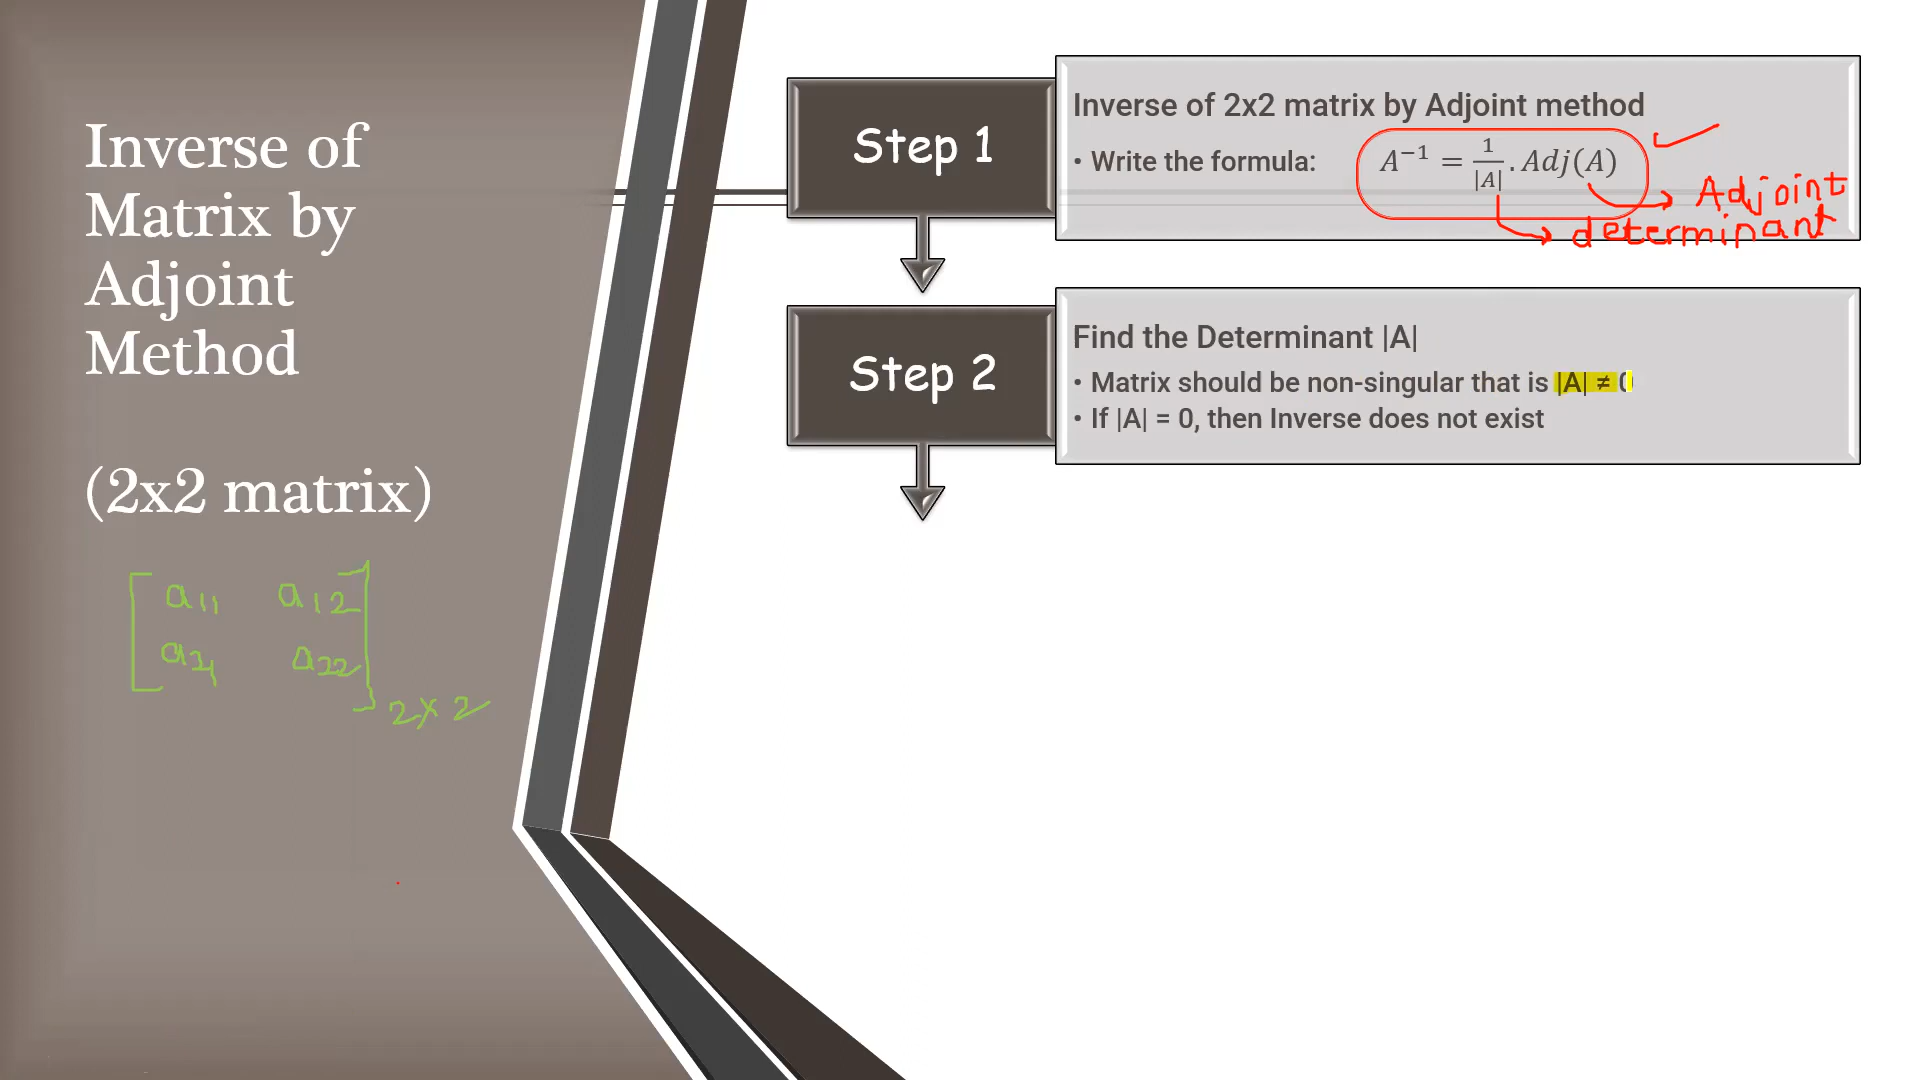 Inverse of
Matrix by
Adjoint
Method
(2x2 matrix)
a11 a12
a21 a22
2x2
Step 1
Inverse of 2x2 matrix by Adjoint method
• Write the formula: A⁻¹ = 1/|A| . Adj(A)
Adjoint
determinant
Step 2
Find the Determinant |A|
• Matrix should be non-singular that is |A| ≠ 0
• If |A| = 0, then Inverse does not exist